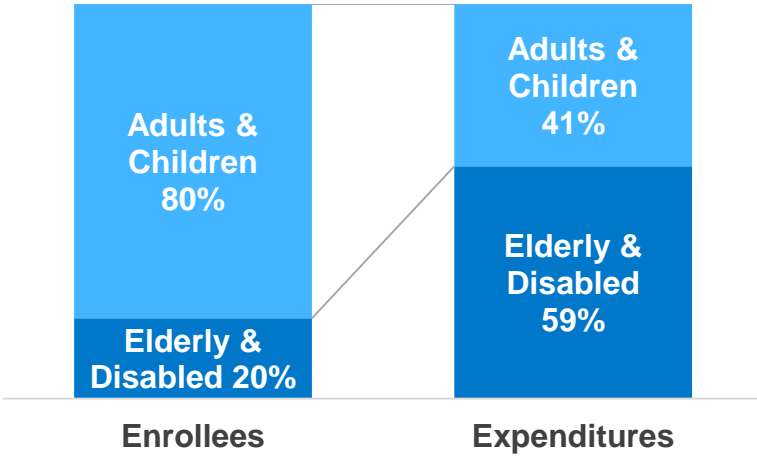 Adults &
Children
80%
Elderly &
Disabled 20%
Adults &
Children
41%
Elderly &
Disabled
59%
Enrollees
Expenditures